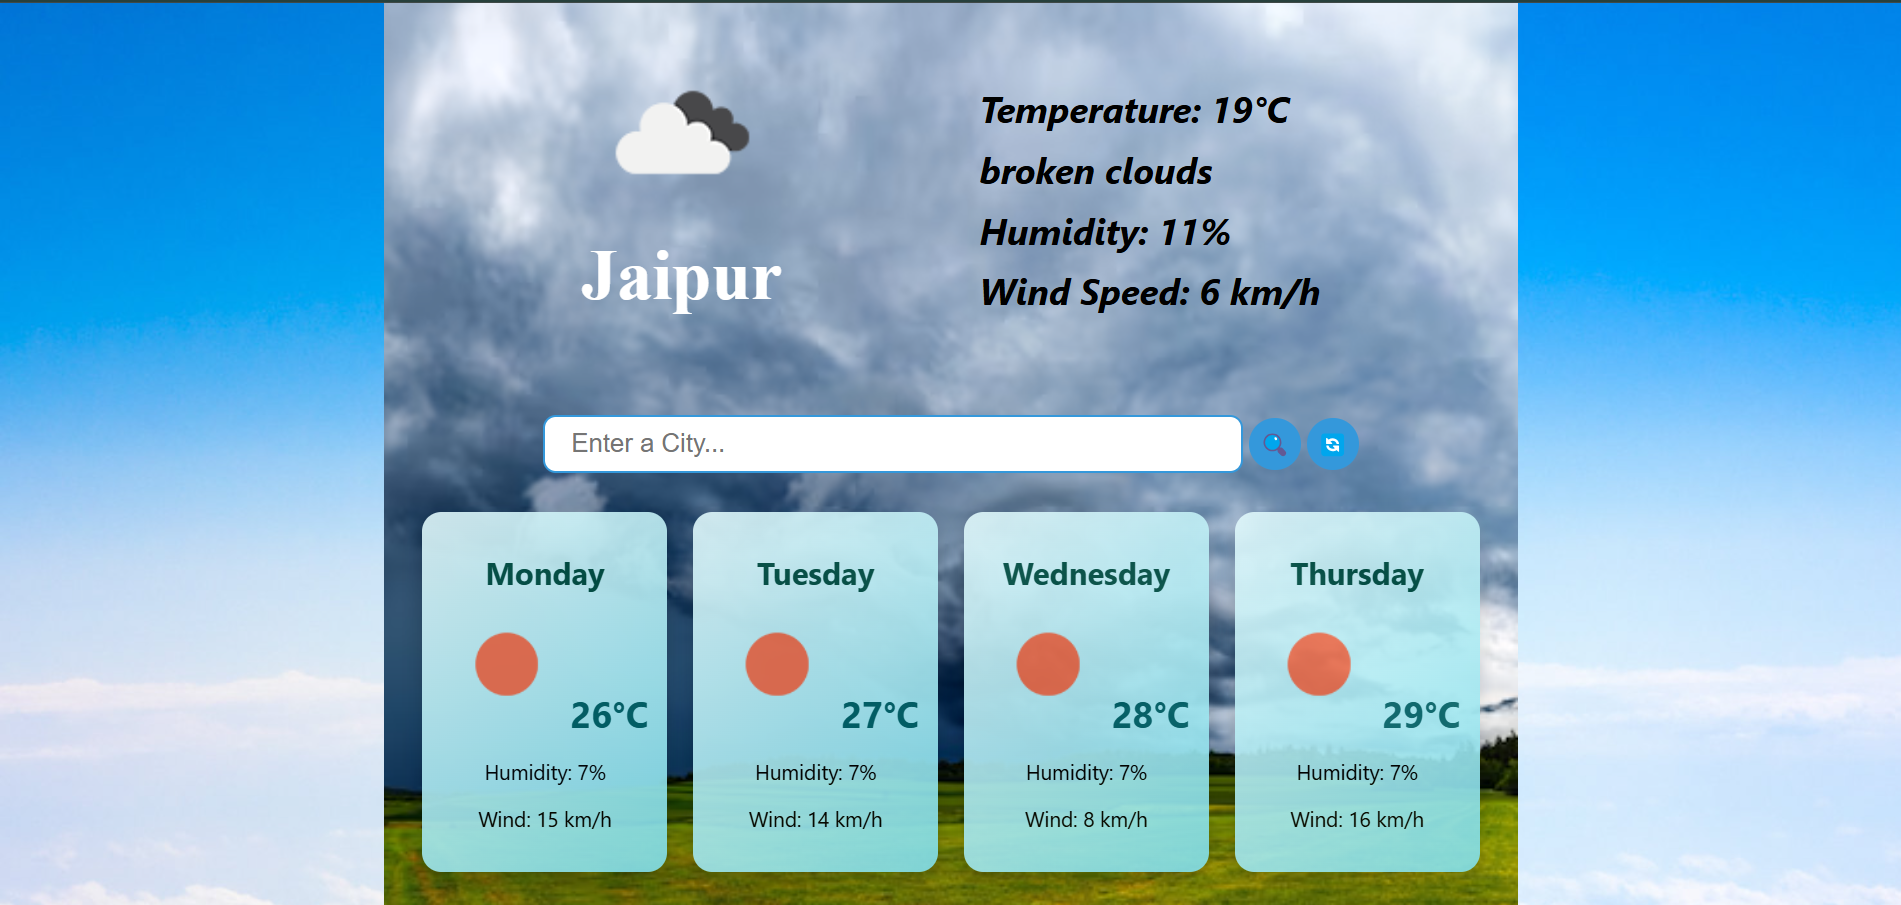 Temperature: 19°C
broken clouds
Humidity: 11%
Wind Speed: 6 km/h
Jaipur
Enter a City...
Monday
26°C
Humidity: 7%
Wind: 15 km/h
Tuesday
27°C
Humidity: 7%
Wind: 14 km/h
Wednesday
28°C
Humidity: 7%
Wind: 8 km/h
Thursday
29°C
Humidity: 7%
Wind: 16 km/h